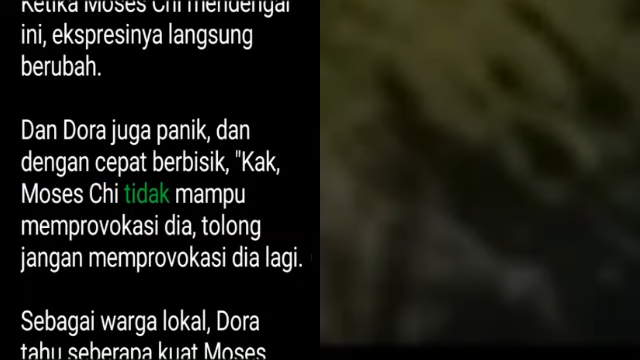 Ketika Moses Chi mendengar
ini, ekspresinya langsung
berubah.
Dan Dora juga panik, dan
dengan cepat berbisik, "Kak,
Moses Chi tidak mampu
memprovokasi dia, tolong
jangan memprovokasi dia lagi.
Sebagai warga lokal, Dora
tahu seberapa kuat Moses